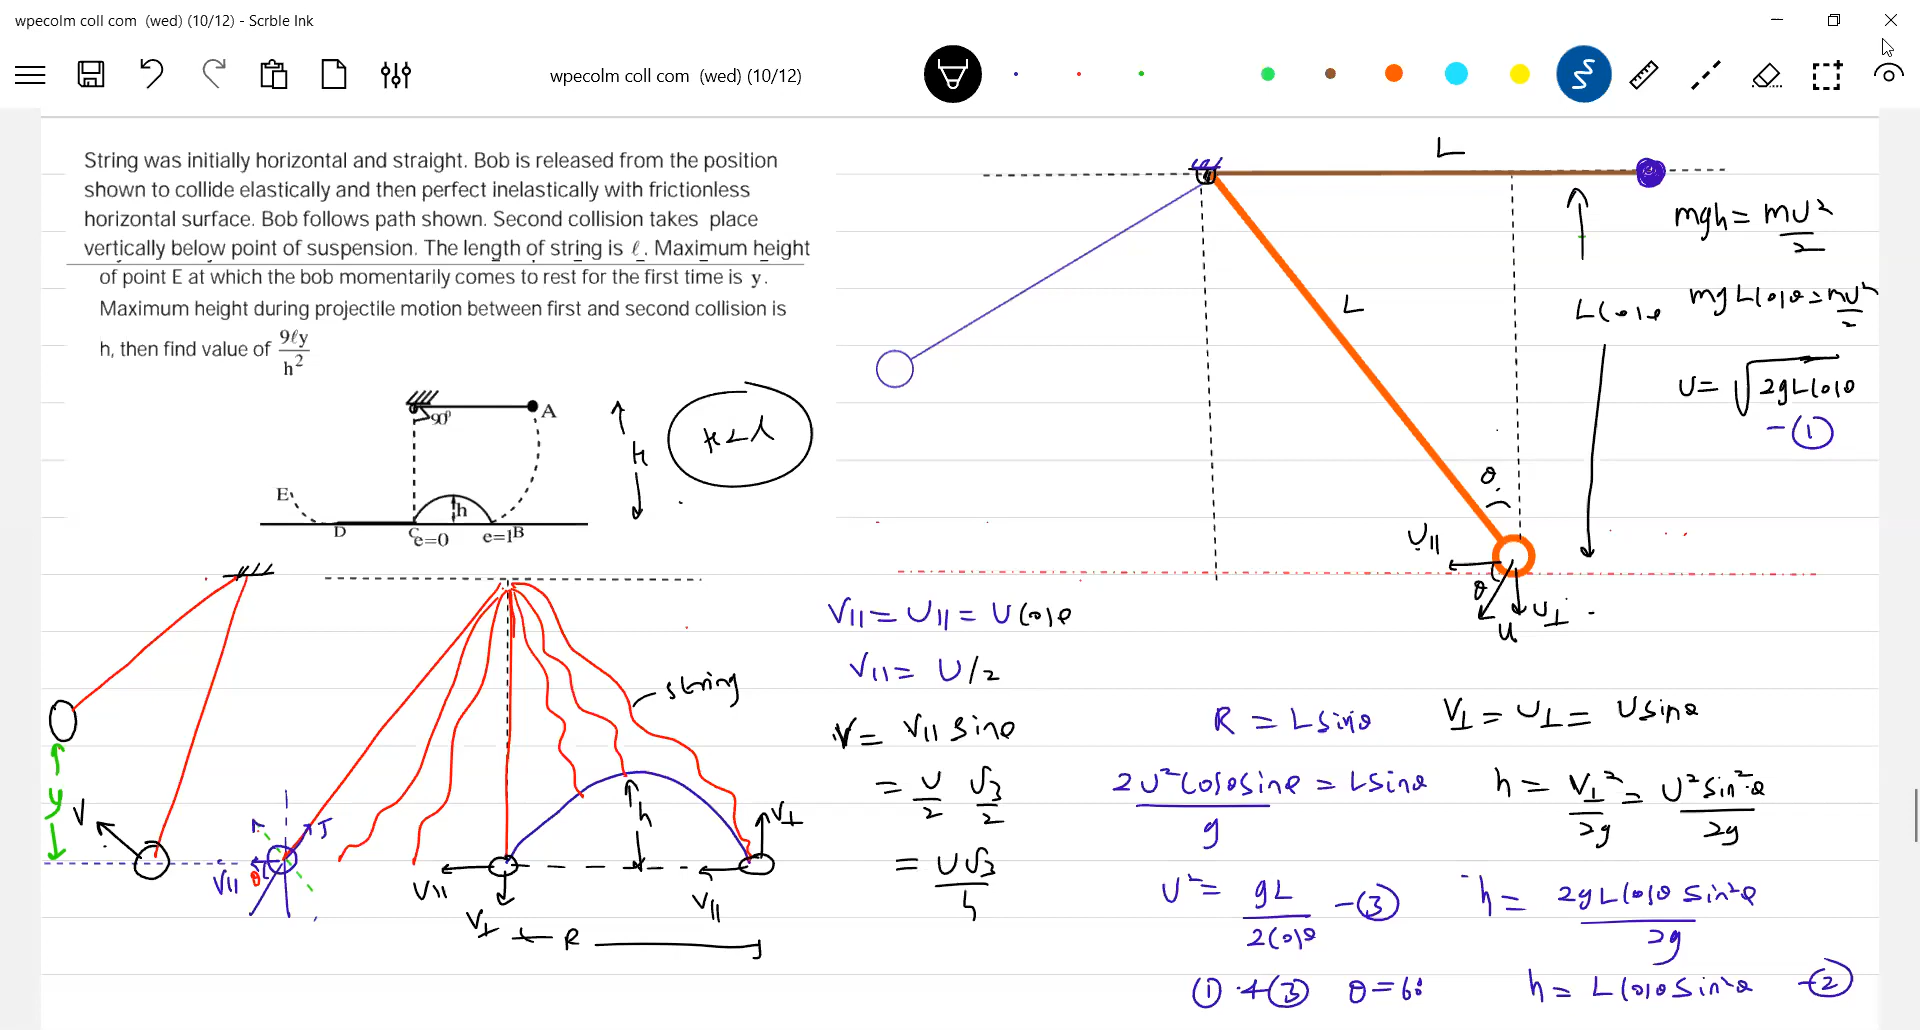 wpecolm coll com (wed) (10/12) - Scrble Ink
wpecolm coll com (wed) (10/12)
String was initially horizontal and straight. Bob is released from the position
shown to collide elastically and then perfect inelastically with frictionless
horizontal surface. Bob follows path shown. Second collision takes place
vertically below point of suspension. The length of string is ℓ. Maximum height
of point E at which the bob momentarily comes to rest for the first time is y.
Maximum height during projectile motion between first and second collision is
h, then find value of 9ℓy/h²
90°
A
E
h
D
C
e=0
e=1
B
H
H<l
L
L
L cos θ
mgh = mu²/2
mgL cos θ = mu²/2
u = √(2gL cos θ)
-(1)
θ
U||
θ
U⊥
U
string
y
V
J
V||
θ
V||
V⊥
h
V⊥
V||
R
V|| = U|| = U cos θ
V|| = U/2
V = V|| sin θ
= U/2 √3/2
= U√3/4
R = L sin θ
2U² cos θ sin θ/g = L sin θ
U² = gL/2 cos θ -(3)
(1) + (3) θ = 60
V⊥ = U⊥ = U sin θ
h = V⊥²/2g = U² sin² θ/2g
h = 2gL cos θ sin² θ/2g
h = L cos θ sin² θ -(2)